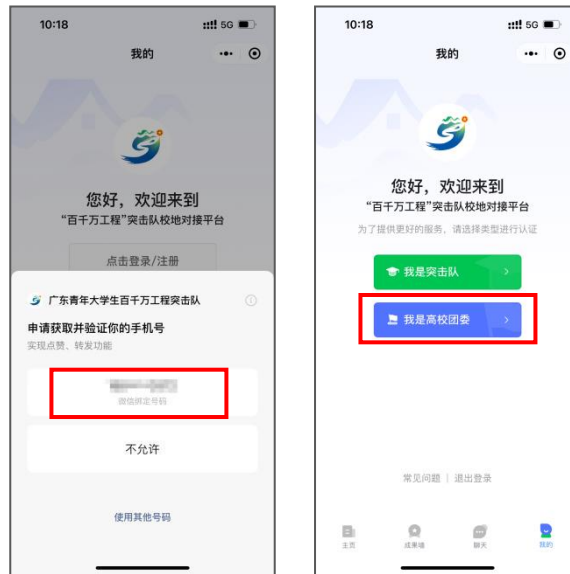 10:18
5G
我的
您好，欢迎来到
“百千万工程”突击队校地对接平台
点击登录/注册
广东青年大学生百千万工程突击队
申请获取并验证你的手机号
实现点赞、转发功能
微信绑定号码
不允许
使用其他号码
10:18
5G
我的
您好，欢迎来到
“百千万工程”突击队校地对接平台
为了提供更好的服务，请选择类型进行认证
我是突击队
我是高校团委
常见问题 | 退出登录
主页 成果墙 聊天 我的